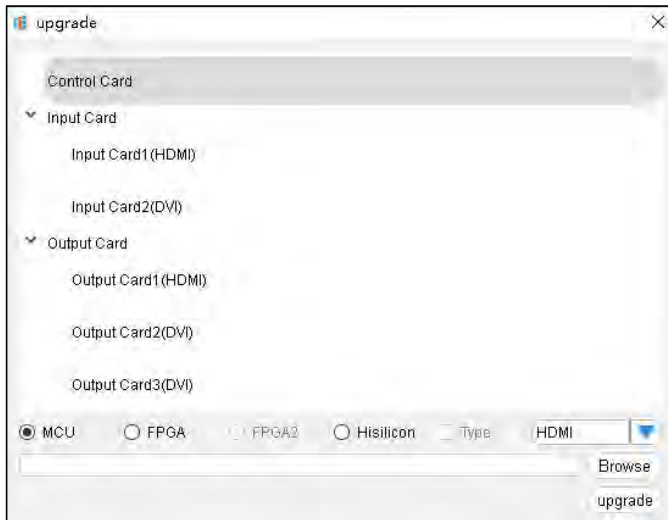 upgrade
Control Card
Input Card
Input Card1(HDMI)
Input Card2(DVI)
Output Card
Output Card1(HDMI)
Output Card2(DVI)
Output Card3(DVI)
MCU FPGA FPGA2 Hisilicon Type HDMI
Browse
upgrade